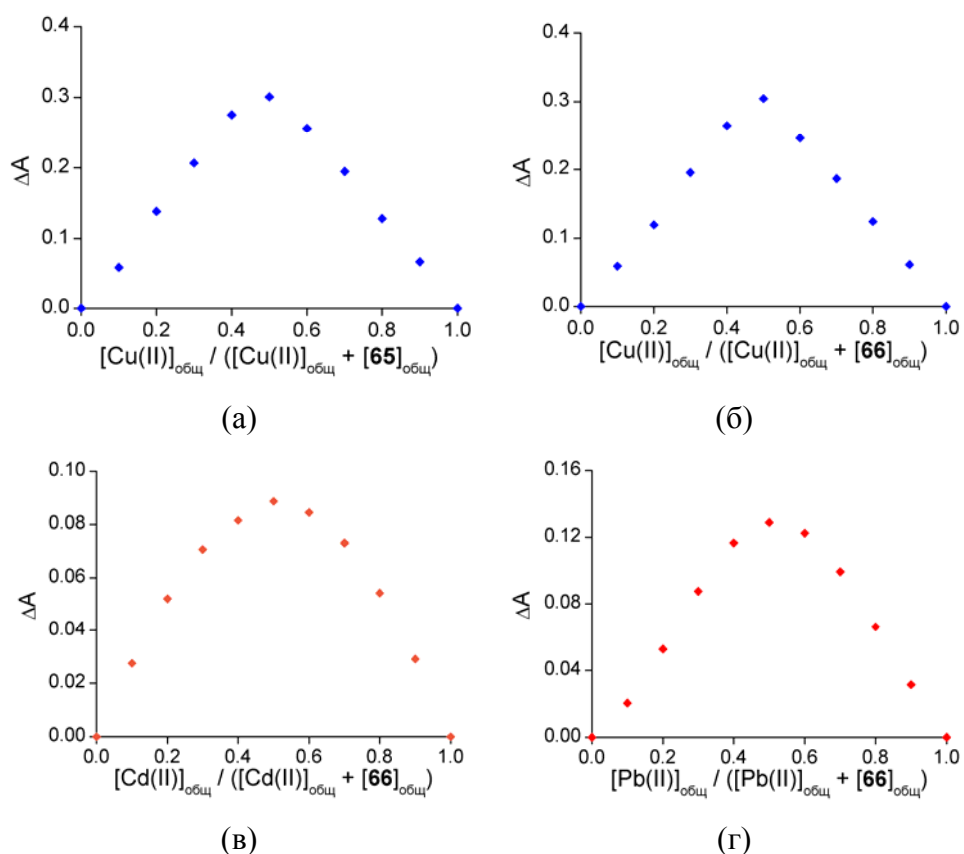 0.4
0.3
0.2
0.1
0.0
ΔA
0.0 0.2 0.4 0.6 0.8 1.0
[Cu(II)]общ / ([Cu(II)]общ + [65]общ)
(а)
0.4
0.3
0.2
0.1
0.0
ΔA
0.0 0.2 0.4 0.6 0.8 1.0
[Cu(II)]общ / ([Cu(II)]общ + [66]общ)
(б)
0.10
0.08
0.06
0.04
0.02
0.00
ΔA
0.0 0.2 0.4 0.6 0.8 1.0
[Cd(II)]общ / ([Cd(II)]общ + [66]общ)
(в)
0.16
0.12
0.08
0.04
0.00
ΔA
0.0 0.2 0.4 0.6 0.8 1.0
[Pb(II)]общ / ([Pb(II)]общ + [66]общ)
(г)